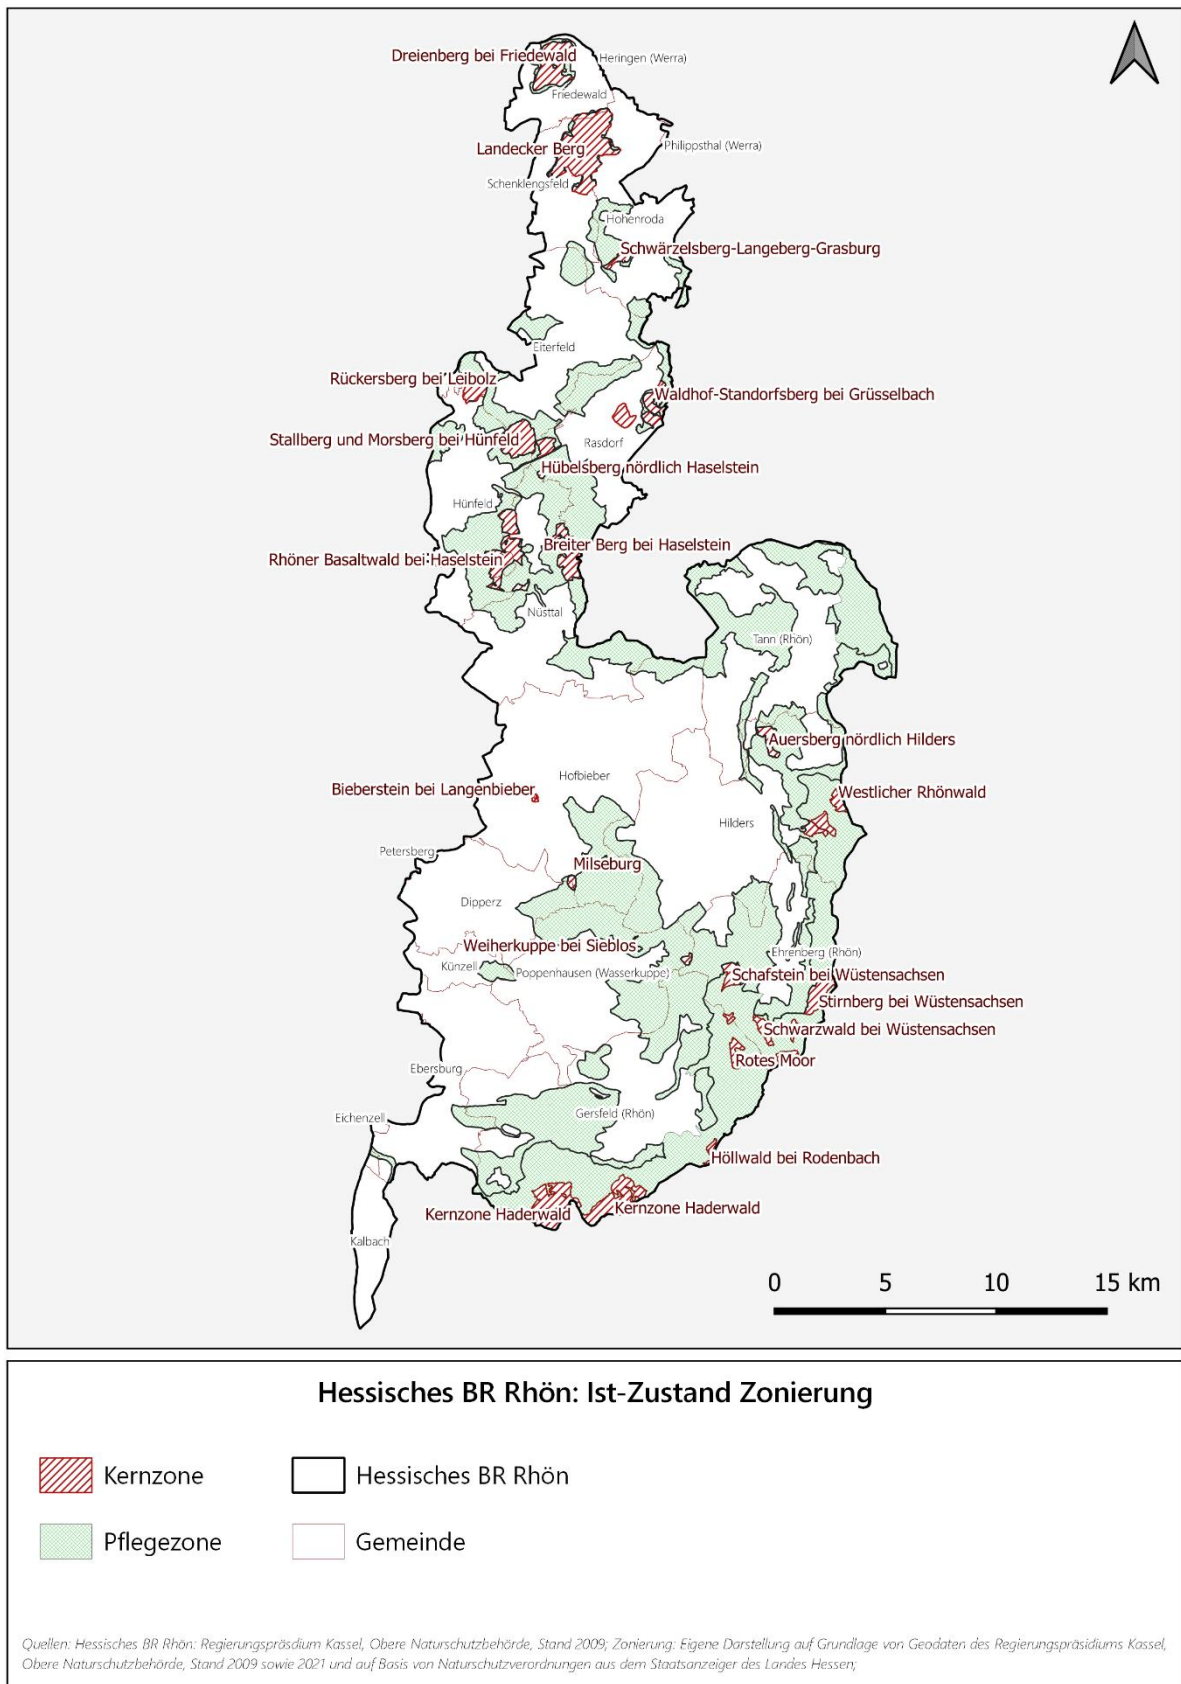 Dreienberg bei Friedewald
Heringen (Werra)
Friedewald
Landecker Berg
Philippsthal (Werra)
Schenklengsfeld
Hohenroda
Schwärzelsberg-Langeberg-Grasburg
Eiterfeld
Rückersberg bei Leibolz
Waldhof-Standorfsberg bei Grüsselbach
Stallberg und Morsberg bei Hünfeld
Rasdorf
Hübelsberg nördlich Haselstein
Hünfeld
Breiter Berg bei Haselstein
Rhöner Basaltwald bei Haselstein
Nüsttal
Tann (Rhön)
Auersberg nördlich Hilders
Hofbieber
Bieberstein bei Langenbieber
Westlicher Rhönwald
Hilders
Petersberg
Milseburg
Dipperz
Weiherkuppe bei Sieblos
Ehrenberg (Rhön)
Künzell
Poppenhausen (Wasserkuppe)
Schafstein bei Wüstensachsen
Stirnberg bei Wüstensachsen
Schwarzwald bei Wüstensachsen
Rotes Moor
Ebersburg
Gersfeld (Rhön)
Eichenzell
Höllwald bei Rodenbach
Kernzone Haderwald
Kernzone Haderwald
Kalbach
0 5 10 15 km
Hessisches BR Rhön: Ist-Zustand Zonierung
Kernzone
Hessisches BR Rhön
Pflegezone
Gemeinde
Quellen: Hessisches BR Rhön: Regierungspräsdium Kassel, Obere Naturschutzbehörde, Stand 2009; Zonierung: Eigene Darstellung auf Grundlage von Geodaten des Regierungspräsidiums Kassel,
Obere Naturschutzbehörde, Stand 2009 sowie 2021 und auf Basis von Naturschutzverordnungen aus dem Staatsanzeiger des Landes Hessen;